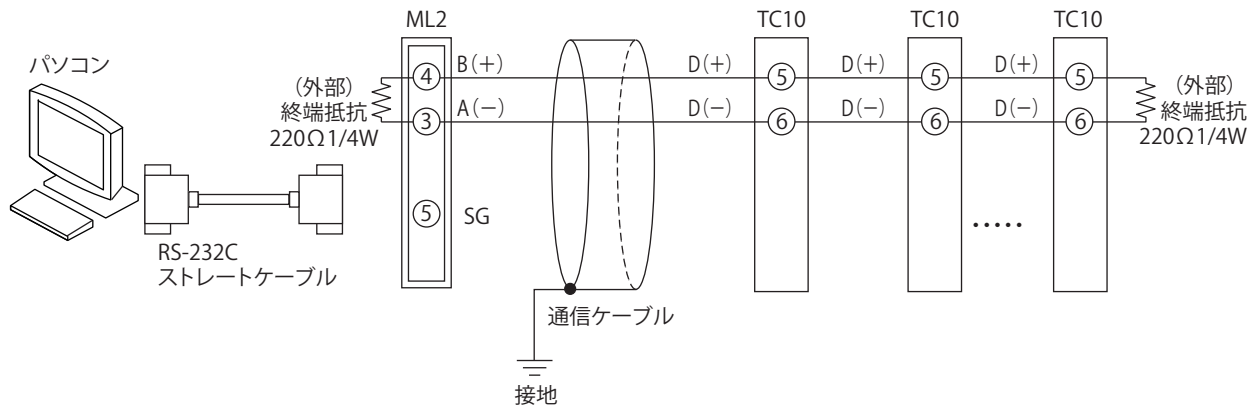 ML2
TC10
TC10
TC10
パソコン
(外部)
終端抵抗
220Ω1/4W
④
B(+)
D(+)
⑤
D(+)
⑤
D(+)
⑤
③
A(−)
D(−)
⑥
D(−)
⑥
D(−)
⑥
(外部)
終端抵抗
220Ω1/4W
⑤
SG
.....
RS-232C
ストレートケーブル
通信ケーブル
接地